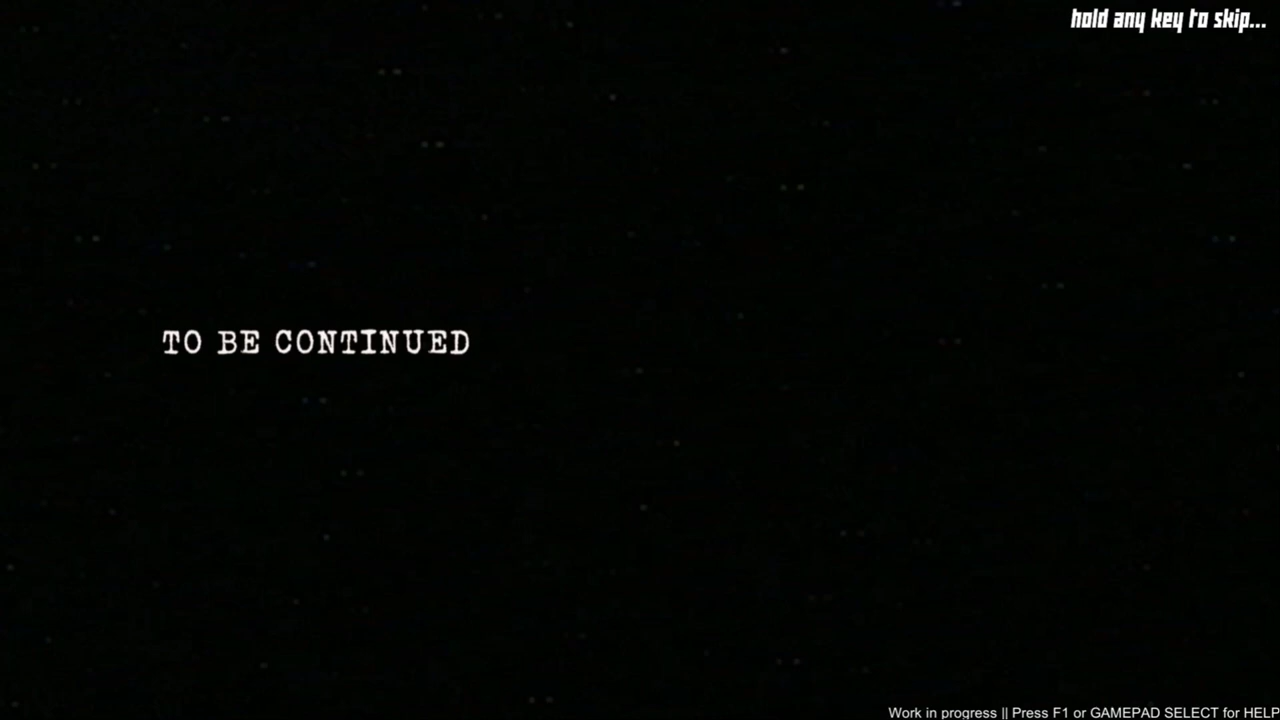 hold any key to skip...
TO BE CONTINUED
Work in progress || Press F1 or GAMEPAD SELECT for HELP